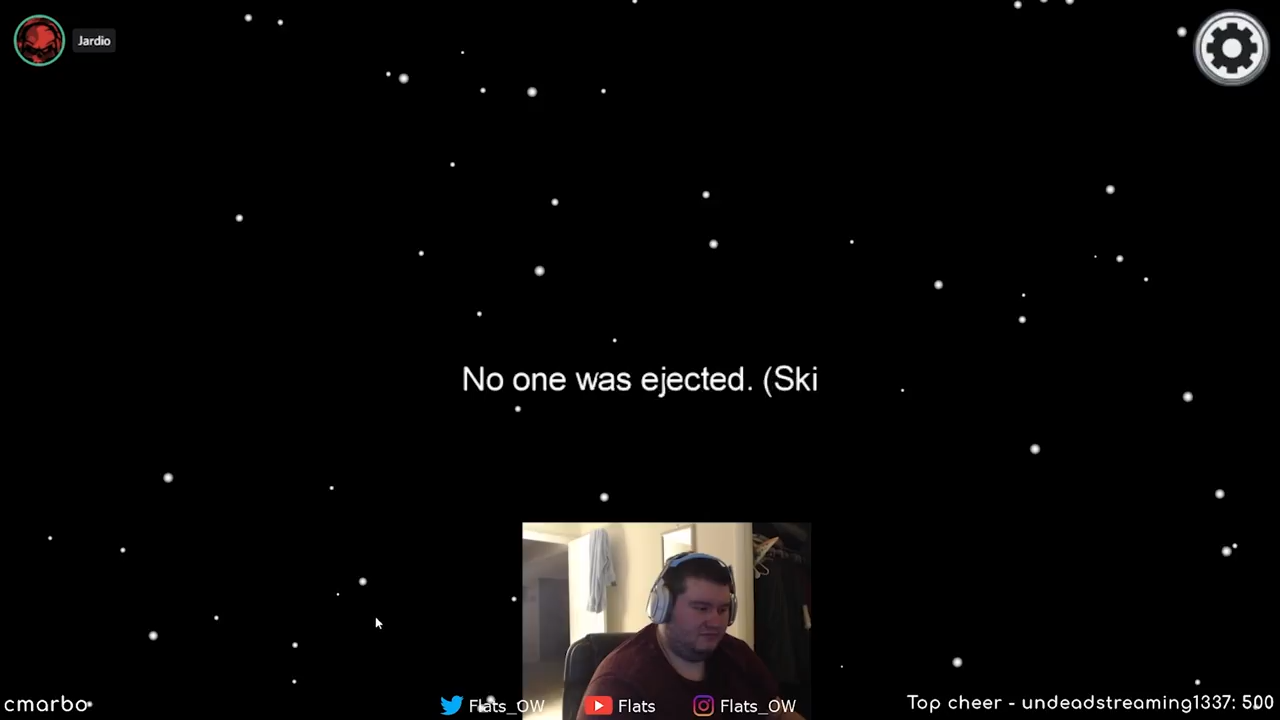 Jardio
No one was ejected. (Ski
cmarbo
Flats_OW
Flats
Flats_OW
Top cheer - undeadstreaming1337: 500